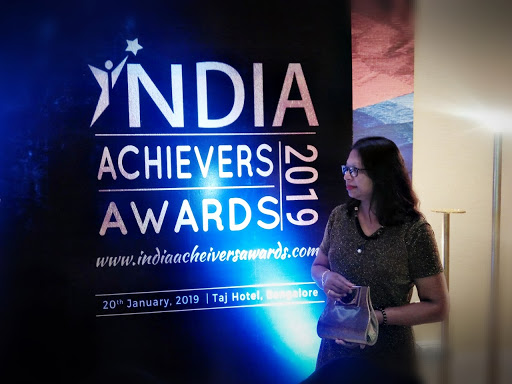 INDIA
ACHIEVERS
AWARDS
2019
www.indiaacheiversawards.com
20th January, 2019 | Taj Hotel, Bangalore